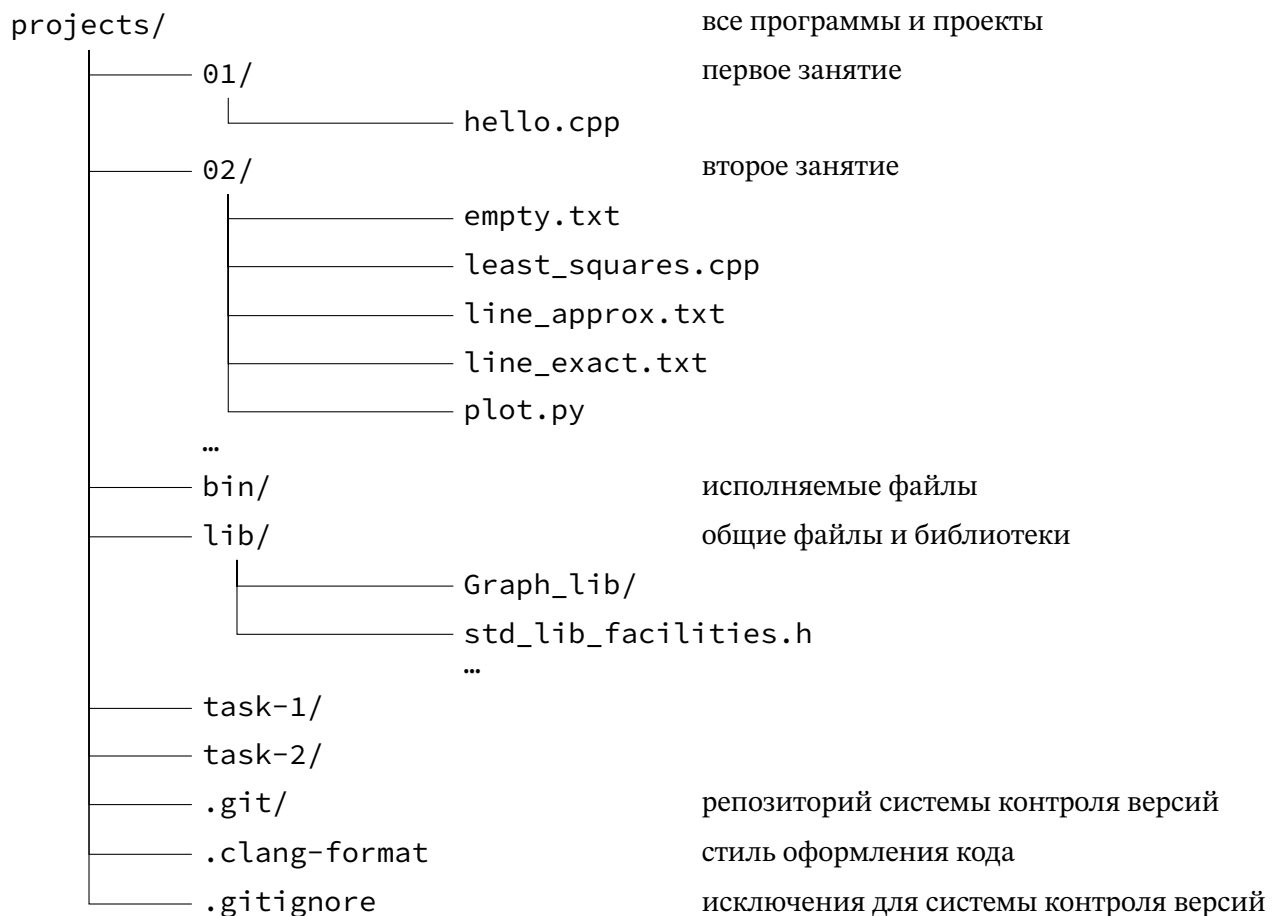 projects/ все программы и проекты
01/ первое занятие
hello.cpp
02/ второе занятие
empty.txt
least_squares.cpp
line_approx.txt
line_exact.txt
plot.py
…
bin/ исполняемые файлы
lib/ общие файлы и библиотеки
Graph_lib/
std_lib_facilities.h
…
task-1/
task-2/
.git/ репозиторий системы контроля версий
.clang-format стиль оформления кода
.gitignore исключения для системы контроля версий